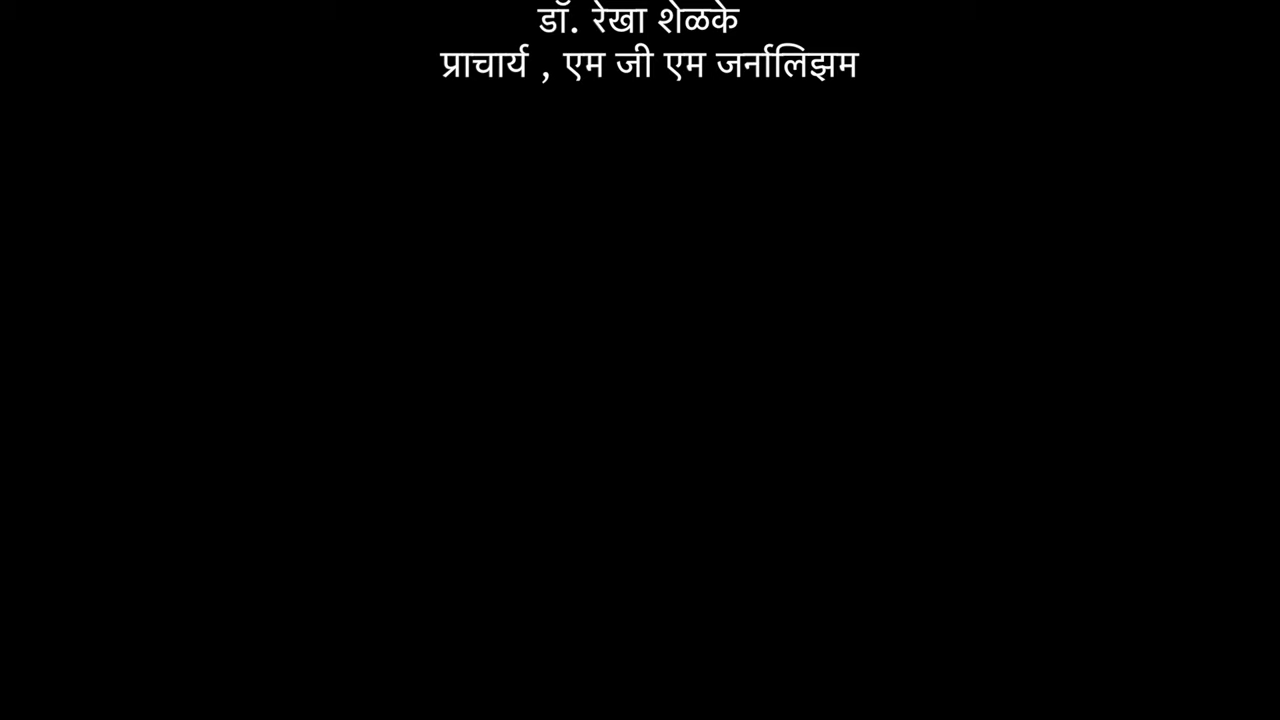 डॉ. रेखा शेळके
प्राचार्य , एम जी एम जर्नालिझम